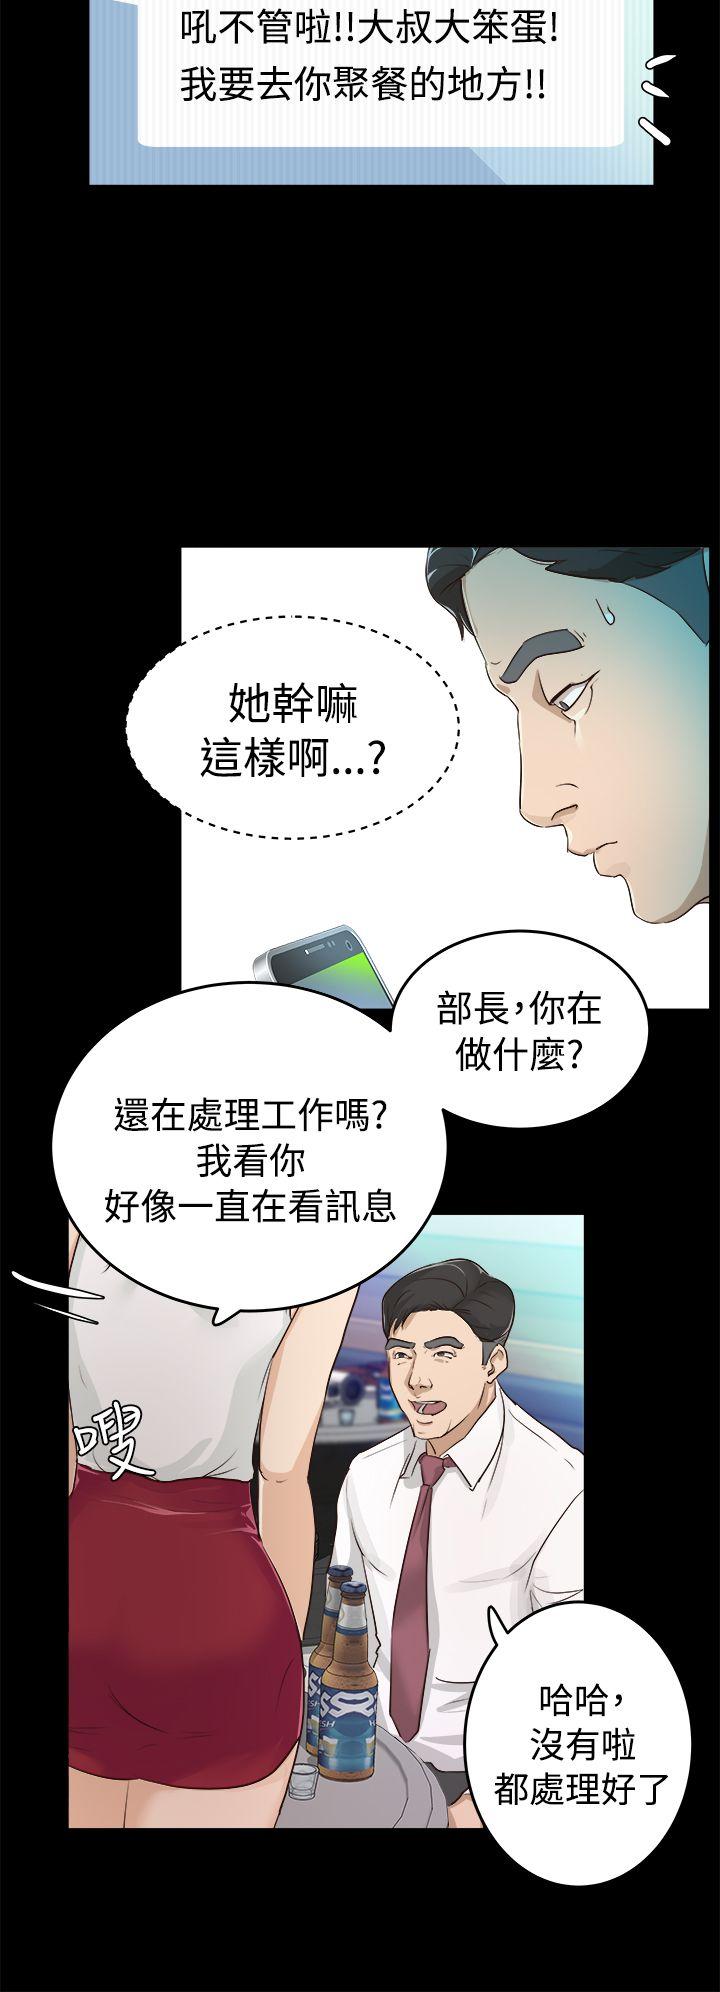 吼不管啦!!大叔大笨蛋!
我要去你聚餐的地方!!
她幹嘛
這樣啊...?
部長,你在
做什麼?
還在處理工作嗎?
我看你
好像一直在看訊息
嗖
哈哈,
沒有啦
都處理好了